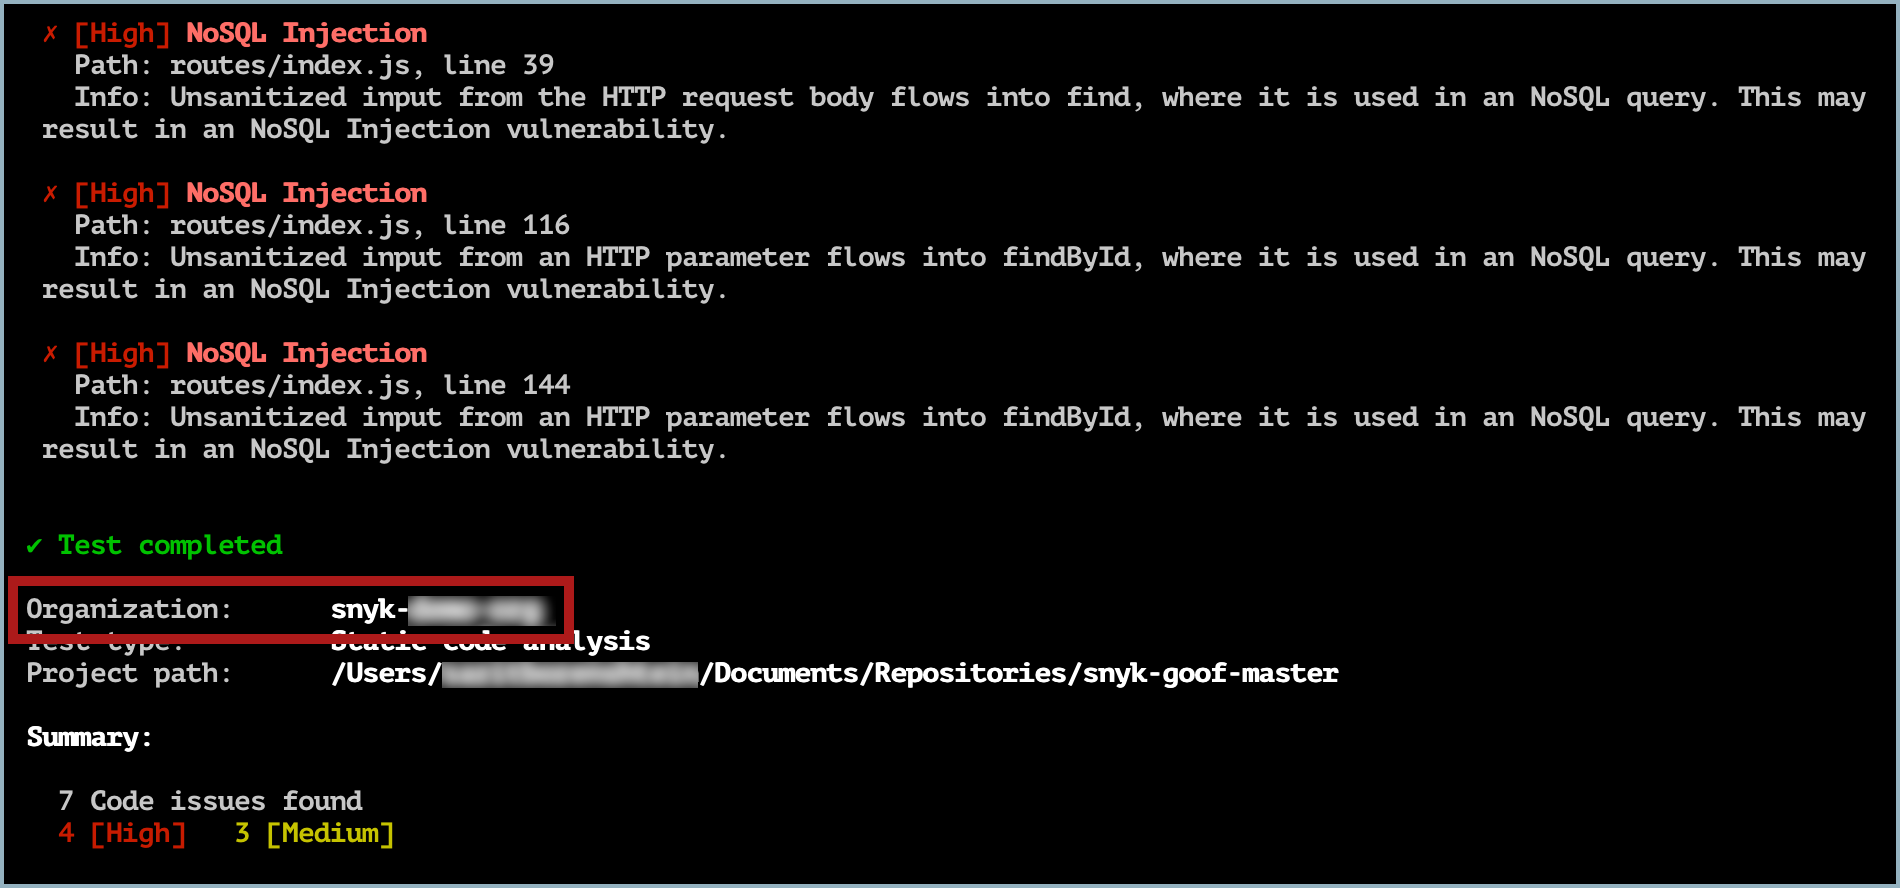 ✗ [High] NoSQL Injection
Path: routes/index.js, line 39
Info: Unsanitized input from the HTTP request body flows into find, where it is used in an NoSQL query. This may
result in an NoSQL Injection vulnerability.
✗ [High] NoSQL Injection
Path: routes/index.js, line 116
Info: Unsanitized input from an HTTP parameter flows into findById, where it is used in an NoSQL query. This may
result in an NoSQL Injection vulnerability.
✗ [High] NoSQL Injection
Path: routes/index.js, line 144
Info: Unsanitized input from an HTTP parameter flows into findById, where it is used in an NoSQL query. This may
result in an NoSQL Injection vulnerability.
✔ Test completed
Organization: snyk-
Test type: Static code analysis
Project path: /Users/ /Documents/Repositories/snyk-goof-master
Summary:
7 Code issues found
4 [High] 3 [Medium]